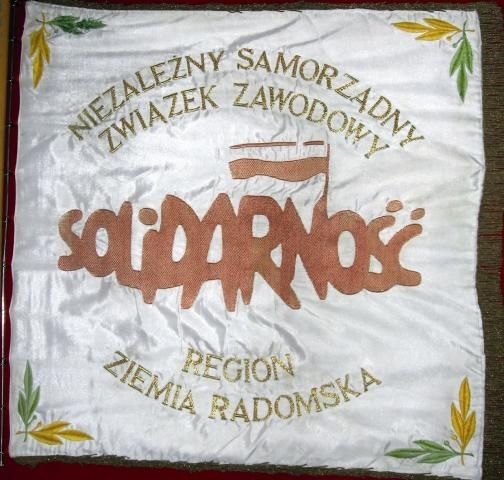 NIEZALEŻNY SAMORZĄDNY
ZWIĄZEK ZAWODOWY
SOLiDARNOŚĆ
REGION
ZIEMIA RADOMSKA